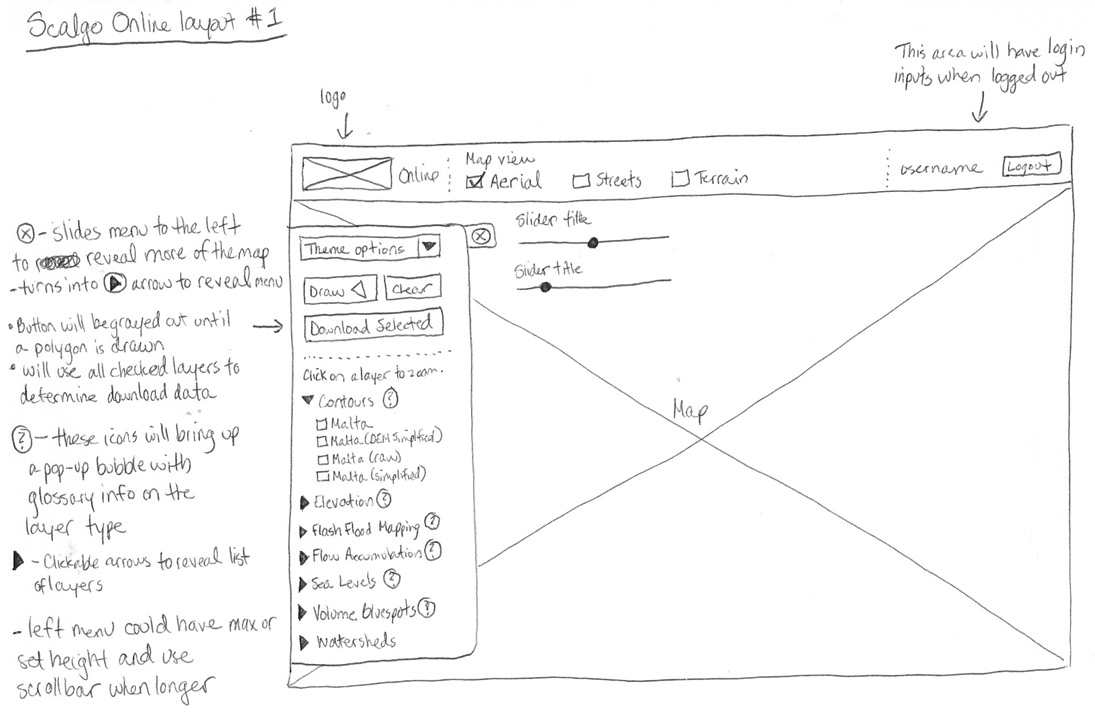 Scalgo Online layout #1
This area will have login
inputs when logged out
logo
Online
Map view
Aerial
Streets
Terrain
username
Logout
ⓧ - slides menu to the left
to reveal more of the map
- turns into ▶ arrow to reveal menu
• Button will be grayed out until
a polygon is drawn
• will use all checked layers to
determine download data
? - these icons will bring up
a pop-up bubble with
glossary info on the
layer type
▶ - Clickable arrows to reveal list
of layers
- left menu could have max or
set height and use
scrollbar when longer
Theme options
Draw
Clear
Download Selected
Click on a layer to zoom.
Contours ?
Malta
Malta (DEM Simplified)
Malta (raw)
Malta (simplified)
Elevation ?
Flash Flood Mapping ?
Flow Accumulation ?
Sea Levels ?
Volume bluespots ?
Watersheds
Slider title
Slider title
Map